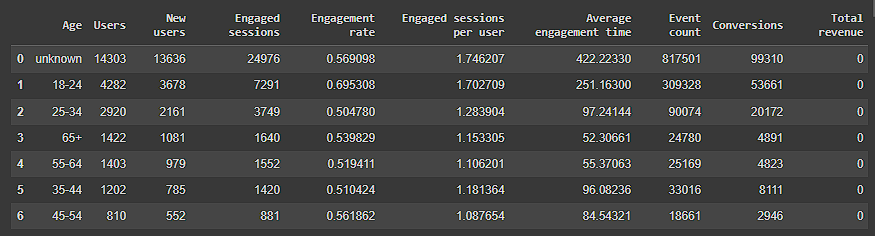 Age Users New users Engaged sessions Engagement rate Engaged sessions per user Average engagement time Event count Conversions Total revenue
0 unknown 14303 13636 24976 0.569098 1.746207 422.22330 817501 99310 0
1 18-24 4282 3678 7291 0.695308 1.702709 251.16300 309328 53661 0
2 25-34 2920 2161 3749 0.504780 1.283904 97.24144 90074 20172 0
3 65+ 1422 1081 1640 0.539829 1.153305 52.30661 24780 4891 0
4 55-64 1403 979 1552 0.519411 1.106201 55.37063 25169 4823 0
5 35-44 1202 785 1420 0.510424 1.181364 96.08236 33016 8111 0
6 45-54 810 552 881 0.561862 1.087654 84.54321 18661 2946 0